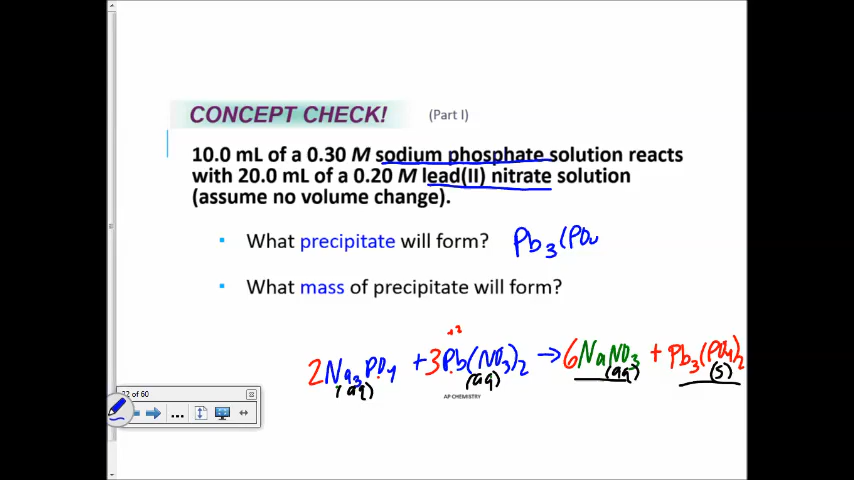 CONCEPT CHECK! (Part I)
10.0 mL of a 0.30 M sodium phosphate solution reacts
with 20.0 mL of a 0.20 M lead(II) nitrate solution
(assume no volume change).
▪ What precipitate will form? Pb3(PO4
▪ What mass of precipitate will form?
+2
2Na3PO4 + 3Pb(NO3)2 → 6NaNO3 + Pb3(PO4)2
(aq) (aq) (aq) (s)
AP CHEMISTRY
22 of 60
...